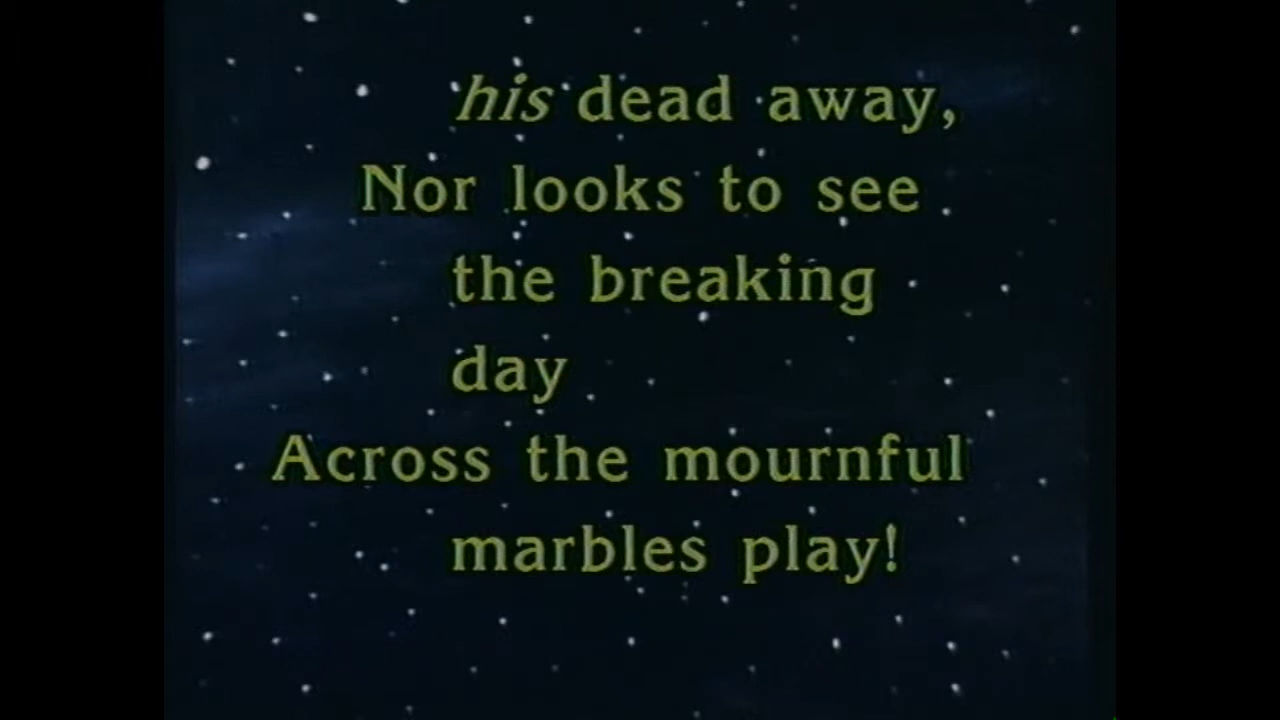 his dead away,
Nor looks to see
the breaking
day
Across the mournful
marbles play!